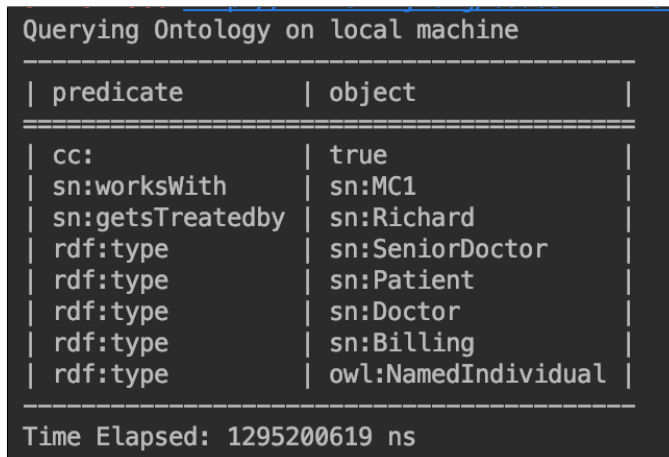 Querying Ontology on local machine
-------------------------------------------
| predicate        | object              |
===========================================
| cc:              | true                |
| sn:worksWith     | sn:MC1              |
| sn:getsTreatedby | sn:Richard          |
| rdf:type         | sn:SeniorDoctor     |
| rdf:type         | sn:Patient          |
| rdf:type         | sn:Doctor           |
| rdf:type         | sn:Billing          |
| rdf:type         | owl:NamedIndividual |
-------------------------------------------
Time Elapsed: 1295200619 ns